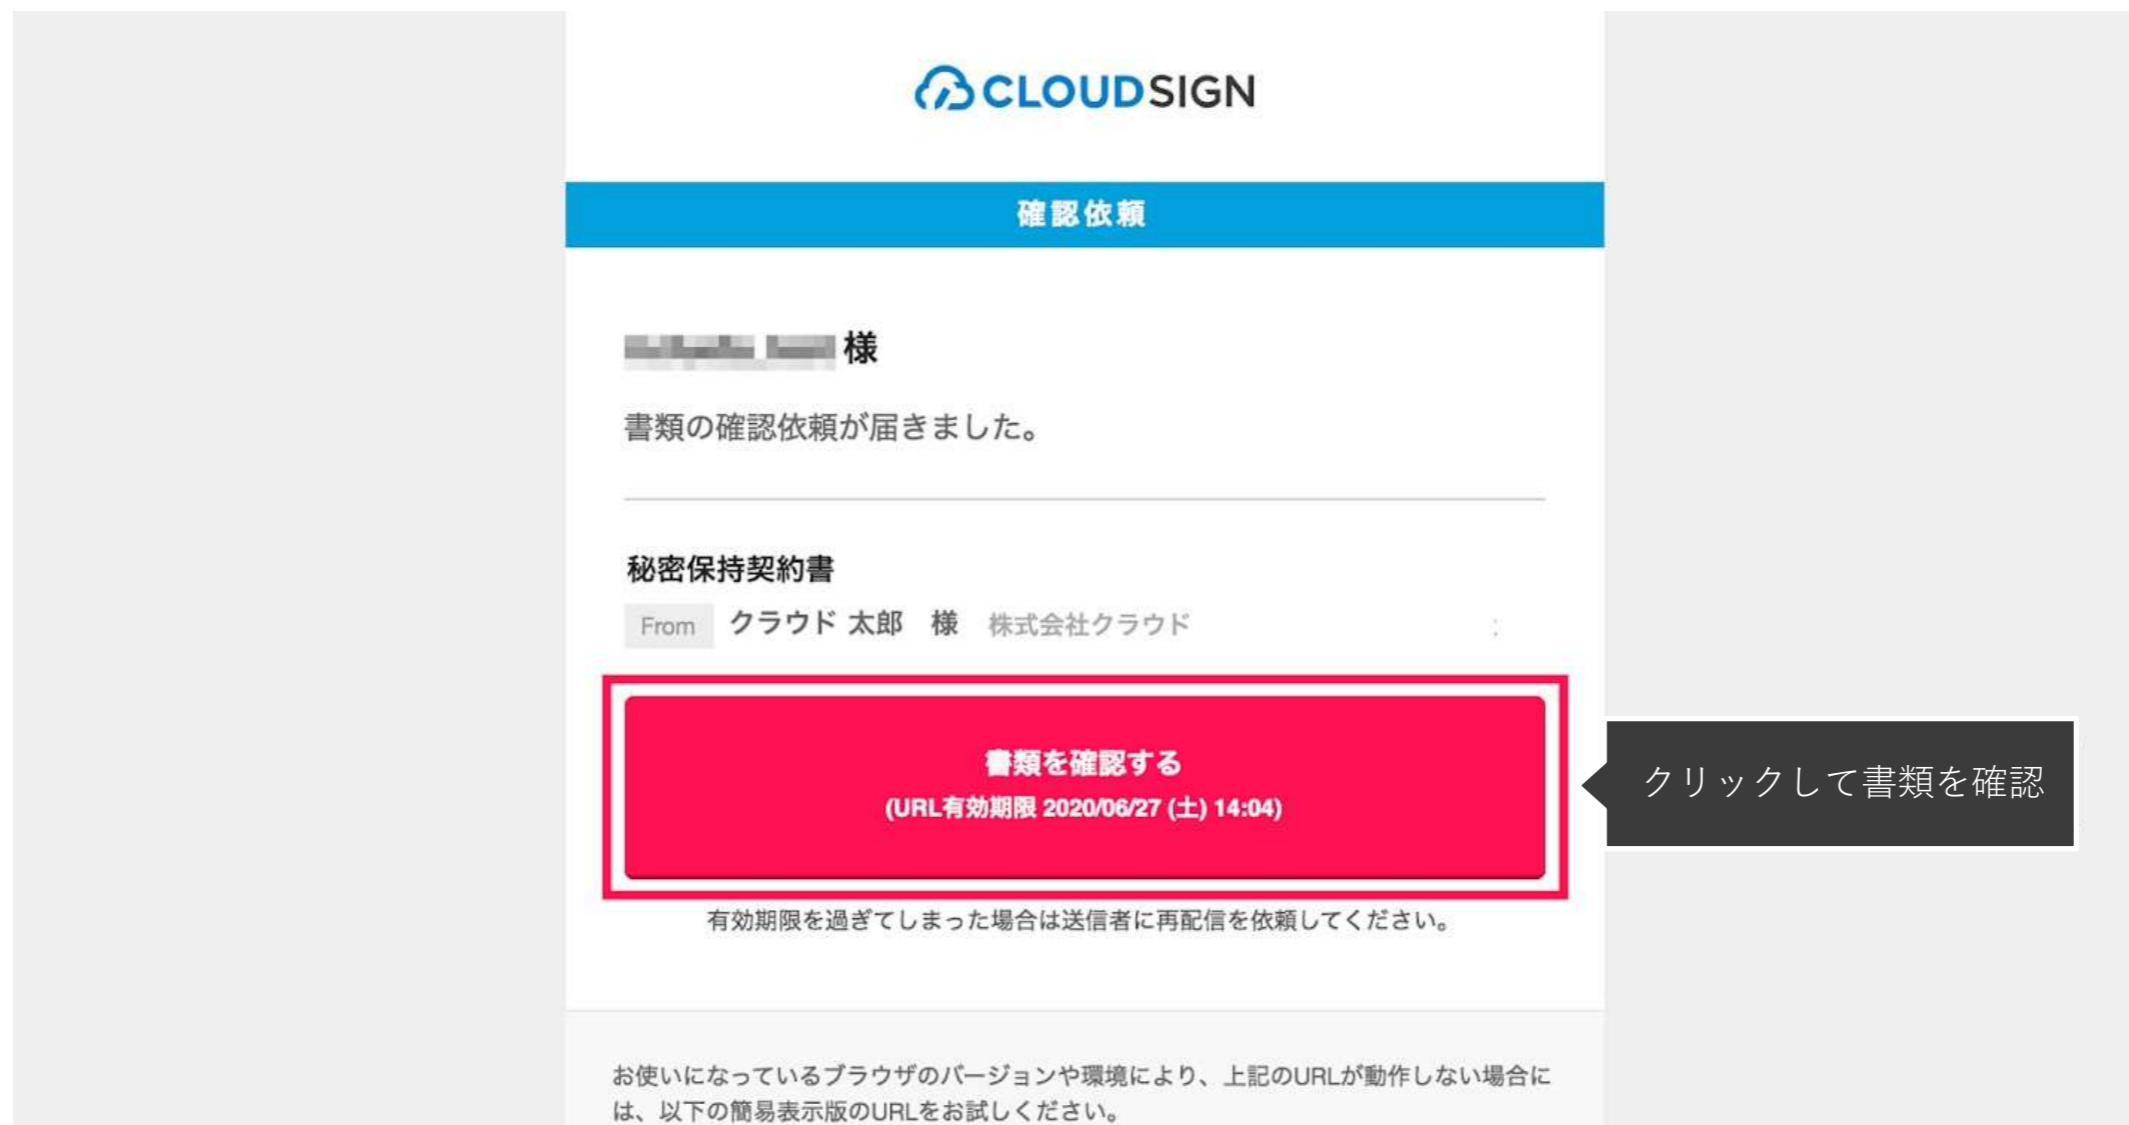 CLOUDSIGN
確認依頼
様
書類の確認依頼が届きました。
秘密保持契約書
From クラウド 太郎 様 株式会社クラウド
書類を確認する
(URL有効期限 2020/06/27 (土) 14:04)
クリックして書類を確認
有効期限を過ぎてしまった場合は送信者に再配信を依頼してください。
お使いになっているブラウザのバージョンや環境により、上記のURLが動作しない場合に
は、以下の簡易表示版のURLをお試しください。